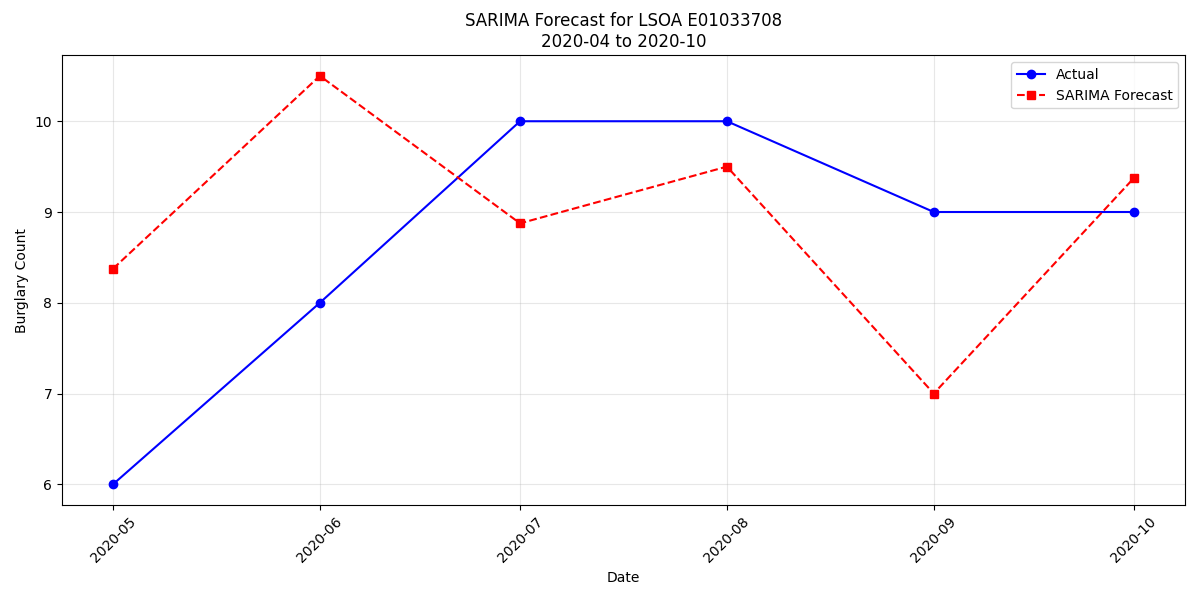 SARIMA Forecast for LSOA E01033708
2020-04 to 2020-10
Actual
SARIMA Forecast
Burglary Count
10
9
8
7
6
2020-05
2020-06
2020-07
2020-08
2020-09
2020-10
Date